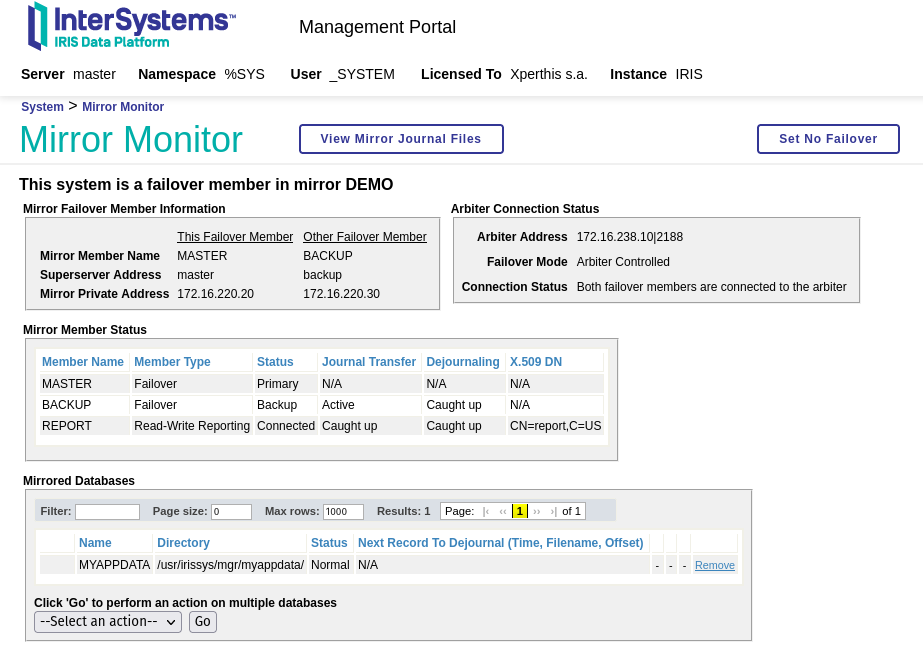 InterSystems™
IRIS Data Platform
Management Portal
Server master Namespace %SYS User _SYSTEM Licensed To Xperthis s.a. Instance IRIS
System > Mirror Monitor
Mirror Monitor
View Mirror Journal Files
Set No Failover
This system is a failover member in mirror DEMO
Mirror Failover Member Information
This Failover Member Other Failover Member
Mirror Member Name MASTER BACKUP
Superserver Address master backup
Mirror Private Address 172.16.220.20 172.16.220.30
Arbiter Connection Status
Arbiter Address 172.16.238.10|2188
Failover Mode Arbiter Controlled
Connection Status Both failover members are connected to the arbiter
Mirror Member Status
Member Name Member Type Status Journal Transfer Dejournaling X.509 DN
MASTER Failover Primary N/A N/A N/A
BACKUP Failover Backup Active Caught up N/A
REPORT Read-Write Reporting Connected Caught up Caught up CN=report,C=US
Mirrored Databases
Filter: Page size: 0 Max rows: 1000 Results: 1 Page: |‹ ‹‹ 1 ›› ›| of 1
Name Directory Status Next Record To Dejournal (Time, Filename, Offset)
MYAPPDATA /usr/irissys/mgr/myappdata/ Normal N/A - - - Remove
Click 'Go' to perform an action on multiple databases
--Select an action-- Go